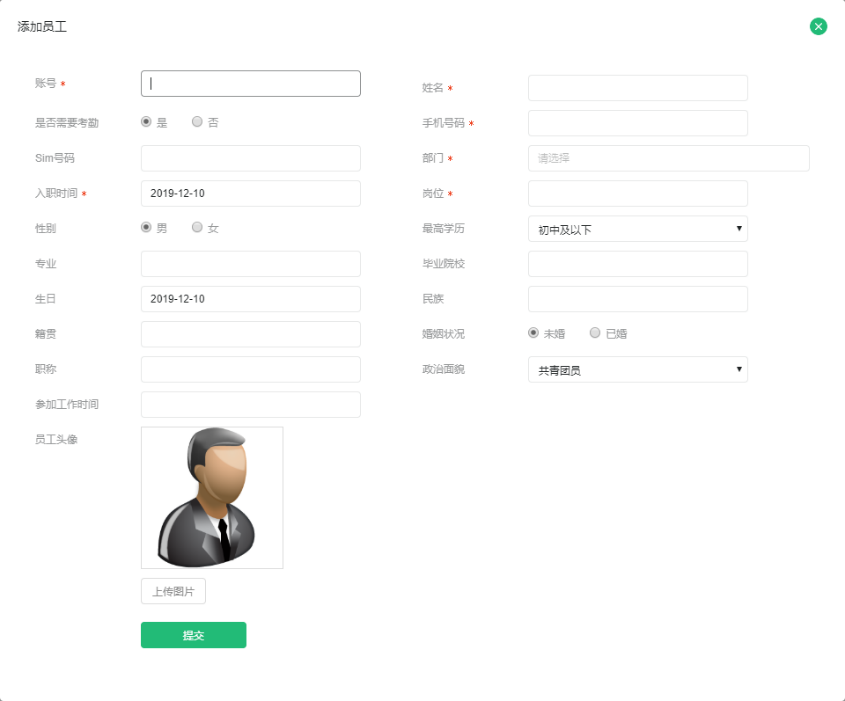 添加员工
账号 *
姓名 *
是否需要考勤 是 否
手机号码 *
Sim号码
部门 * 请选择
入职时间 * 2019-12-10
岗位 *
性别 男 女
最高学历 初中及以下
专业
毕业院校
生日 2019-12-10
民族
籍贯
婚姻状况 未婚 已婚
职称
政治面貌 共青团员
参加工作时间
员工头像
上传图片
提交